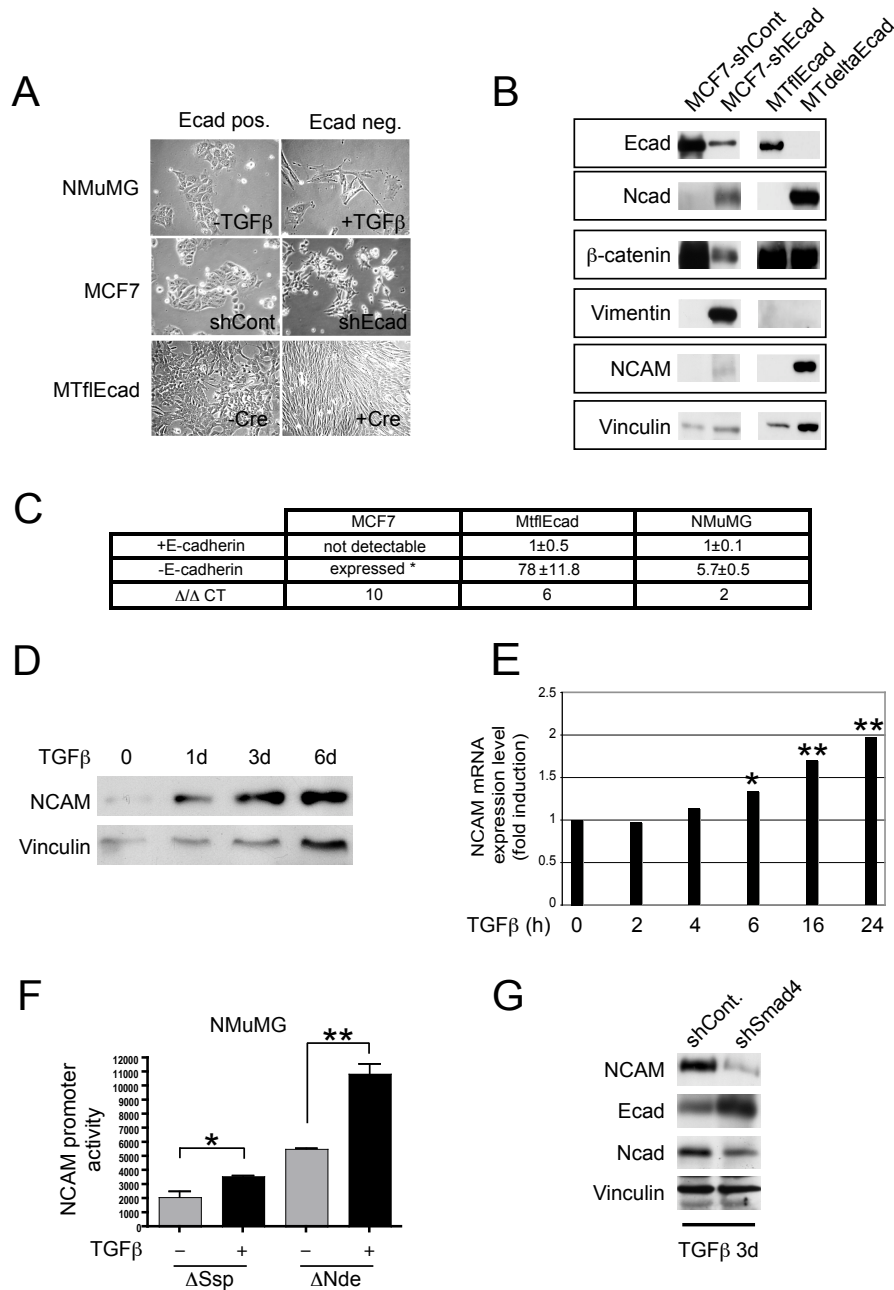 A
Ecad pos. Ecad neg.
NMuMG
-TGFβ
+TGFβ
MCF7
shCont
shEcad
MTflEcad
-Cre
+Cre
B
MCF7-shCont
MCF7-shEcad
MTflEcad
MTdeltaEcad
Ecad
Ncad
β-catenin
Vimentin
NCAM
Vinculin
C
MCF7 MtflEcad NMuMG
+E-cadherin not detectable 1±0.5 1±0.1
-E-cadherin expressed * 78 ±11.8 5.7±0.5
Δ/Δ CT 10 6 2
D
TGFβ 0 1d 3d 6d
NCAM
Vinculin
E
NCAM mRNA
expression level
(fold induction)
2.5
2
1.5
1
0.5
0
* ** **
TGFβ (h) 0 2 4 6 16 24
F
NMuMG
NCAM promoter
activity
12000
11000
10000
9000
8000
7000
6000
5000
4000
3000
2000
1000
0
* **
TGFβ – + – +
ΔSsp ΔNde
G
shCont.
shSmad4
NCAM
Ecad
Ncad
Vinculin
TGFβ 3d